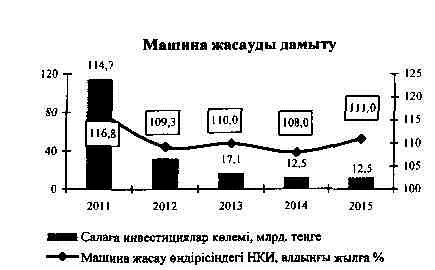 Машина жасауды дамыту
114,7
120 125
120
80 116,8 109,3 110,0 108,0 111,0 115
110
40 17,1 12,5 12,5 105
0 100
2011 2012 2013 2014 2015
Салаға инвестициялар көлемі, млрд. теңге
Машина жасау өндірісіндегі НКИ, алдыңғы жылға %